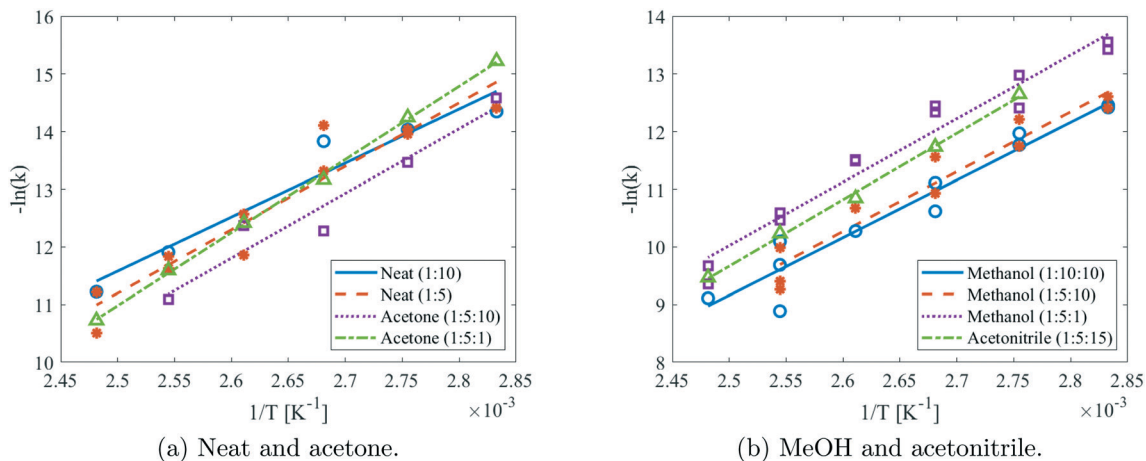 (a)
16
15
14
13
12
11
10
-ln(k)
Neat (1:10)
Neat (1:5)
Acetone (1:5:10)
Acetone (1:5:1)
2.45 2.5 2.55 2.6 2.65 2.7 2.75 2.8 2.85
1/T [K⁻¹] ×10⁻³
(a) Neat and acetone.
(b)
14
13
12
11
10
9
8
-ln(k)
Methanol (1:10:10)
Methanol (1:5:10)
Methanol (1:5:1)
Acetonitrile (1:5:15)
2.45 2.5 2.55 2.6 2.65 2.7 2.75 2.8 2.85
1/T [K⁻¹] ×10⁻³
(b) MeOH and acetonitrile.